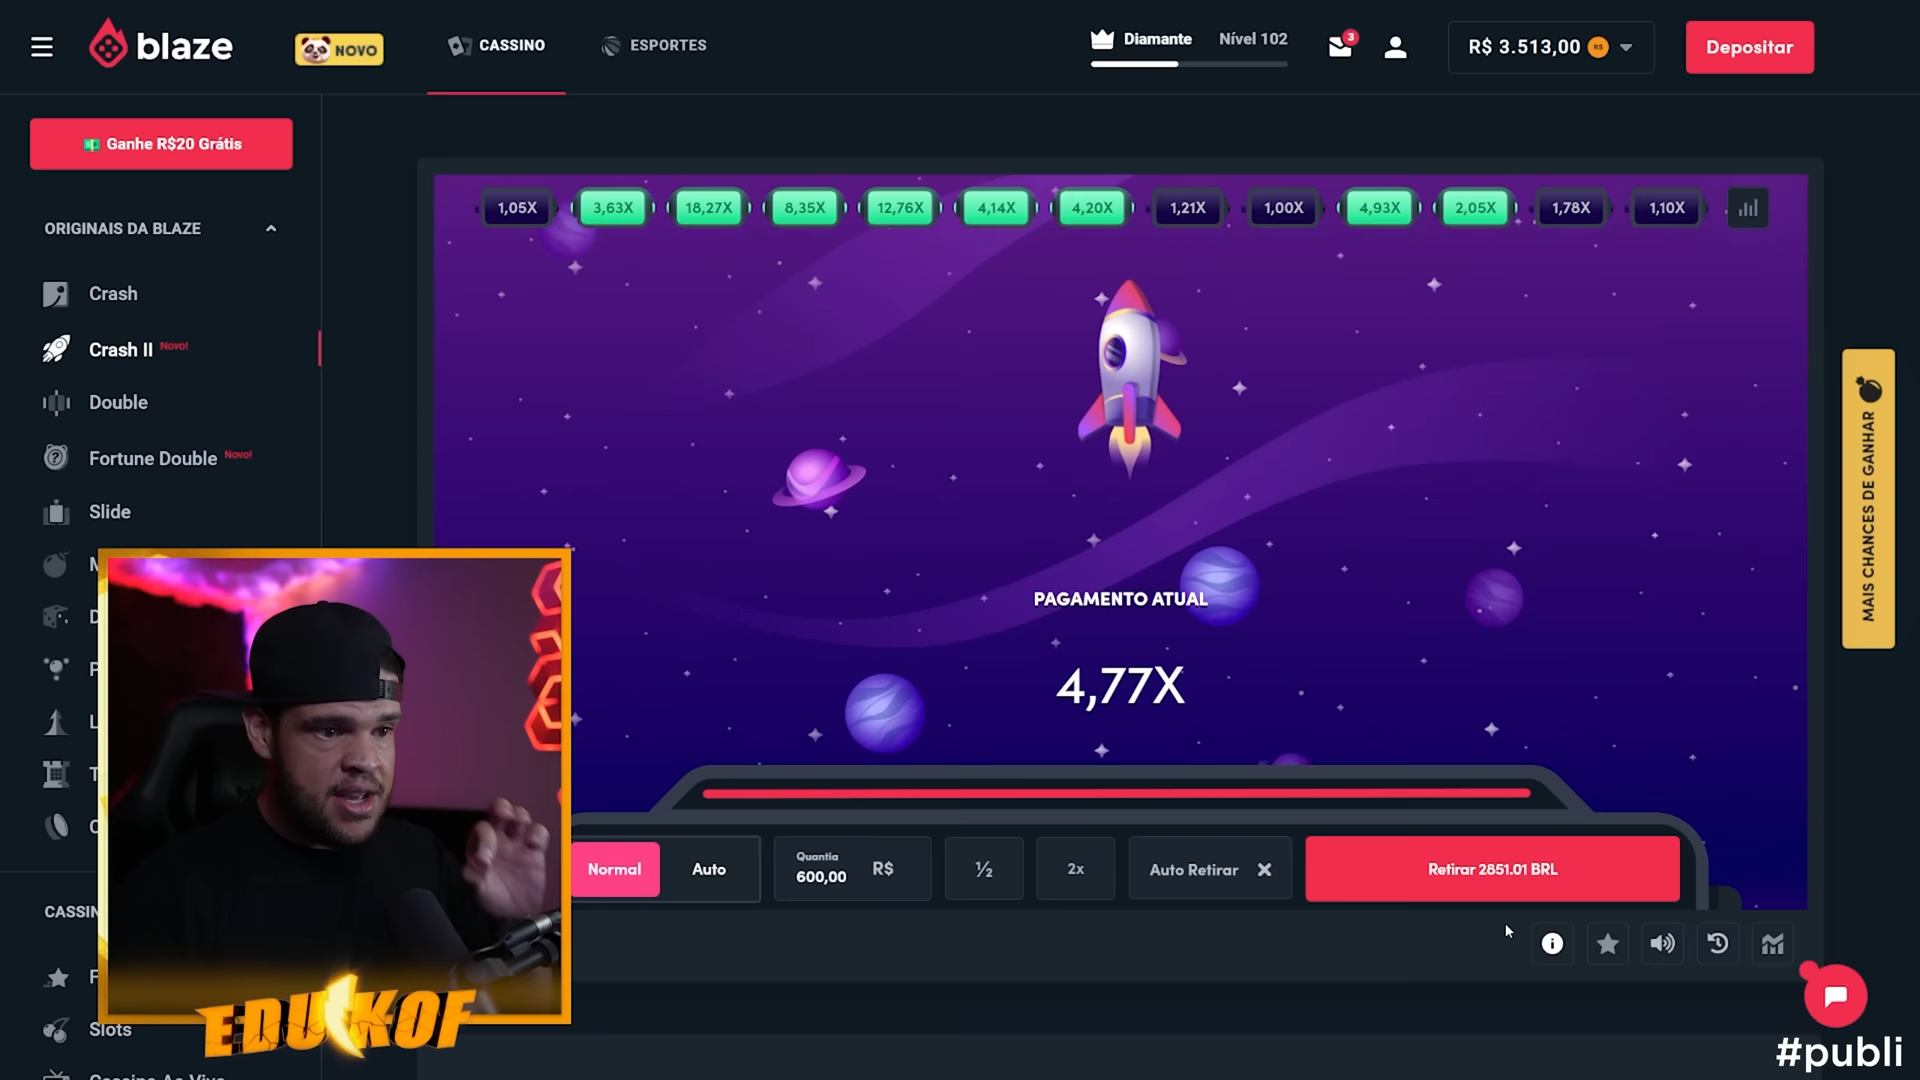 blaze
NOVO
CASSINO
ESPORTES
Diamante
Nível 102
3
R$ 3.513,00
R$
Depositar
Ganhe R$20 Grátis
ORIGINAIS DA BLAZE
Crash
Crash II Novo!
Double
Fortune Double Novo!
Slide
M
D
P
L
T
C
CASSIN
F
Slots
Cassino Ao Vivo
1,05X
3,63X
18,27X
8,35X
12,76X
4,14X
4,20X
1,21X
1,00X
4,93X
2,05X
1,78X
1,10X
PAGAMENTO ATUAL
4,77X
Normal
Auto
Quantia
600,00
R$
½
2x
Auto Retirar
Retirar 2851.01 BRL
MAIS CHANCES DE GANHAR
EDUKOF
#publi